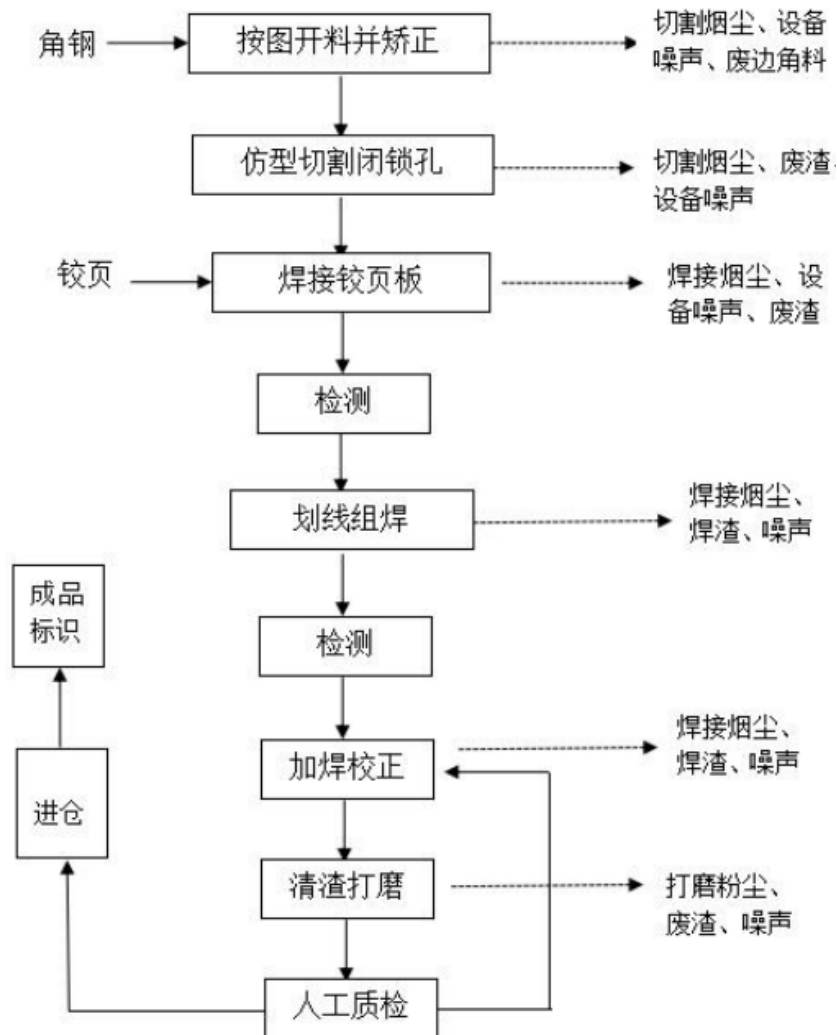 角钢
按图开料并矫正
切割烟尘、设备
噪声、废边角料
仿型切割闭锁孔
切割烟尘、废渣、
设备噪声
铰页
焊接铰页板
焊接烟尘、设
备噪声、废渣
检测
划线组焊
焊接烟尘、
焊渣、噪声
成品
标识
检测
加焊校正
焊接烟尘、
焊渣、噪声
进仓
清渣打磨
打磨粉尘、
废渣、噪声
人工质检